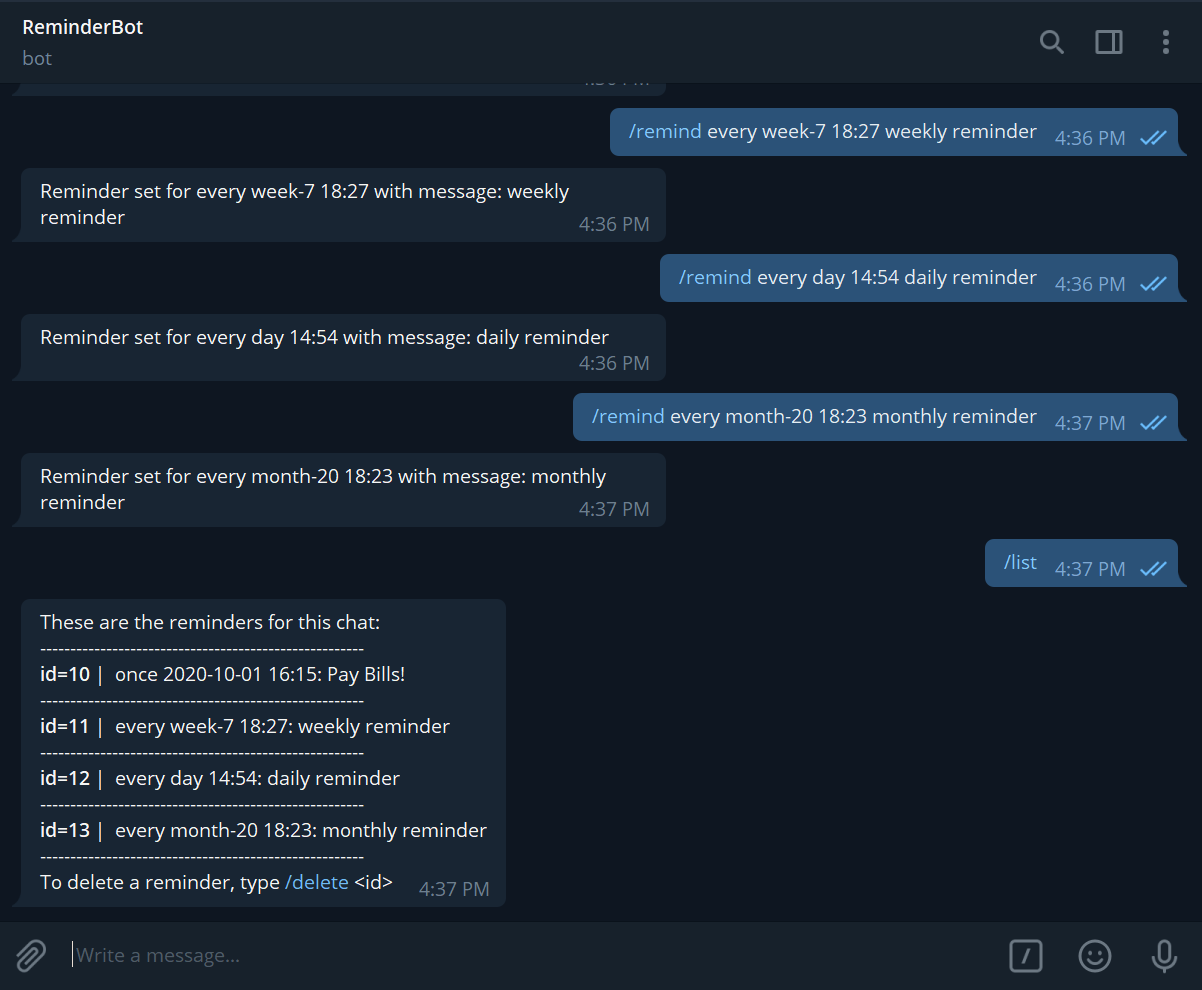 ReminderBot
bot
/remind every week-7 18:27 weekly reminder 4:36 PM
Reminder set for every week-7 18:27 with message: weekly
reminder 4:36 PM
/remind every day 14:54 daily reminder 4:36 PM
Reminder set for every day 14:54 with message: daily reminder
4:36 PM
/remind every month-20 18:23 monthly reminder 4:37 PM
Reminder set for every month-20 18:23 with message: monthly
reminder 4:37 PM
/list 4:37 PM
These are the reminders for this chat:
------------------------------------------------------
id=10 | once 2020-10-01 16:15: Pay Bills!
------------------------------------------------------
id=11 | every week-7 18:27: weekly reminder
------------------------------------------------------
id=12 | every day 14:54: daily reminder
------------------------------------------------------
id=13 | every month-20 18:23: monthly reminder
------------------------------------------------------
To delete a reminder, type /delete <id> 4:37 PM
Write a message...